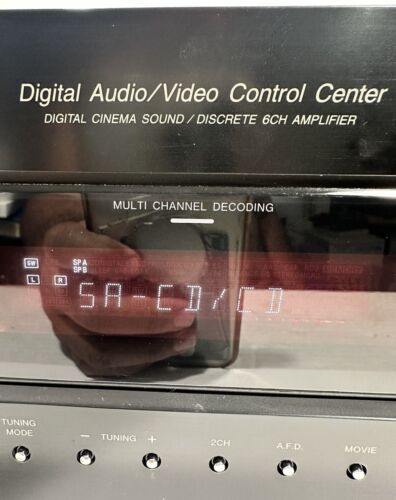 Digital Audio/Video Control Center
DIGITAL CINEMA SOUND / DISCRETE 6CH AMPLIFIER
MULTI CHANNEL DECODING
SW
SP A
SP B
L R
SA-CD/CD
TUNING MODE
− TUNING +
2CH
A.F.D.
MOVIE